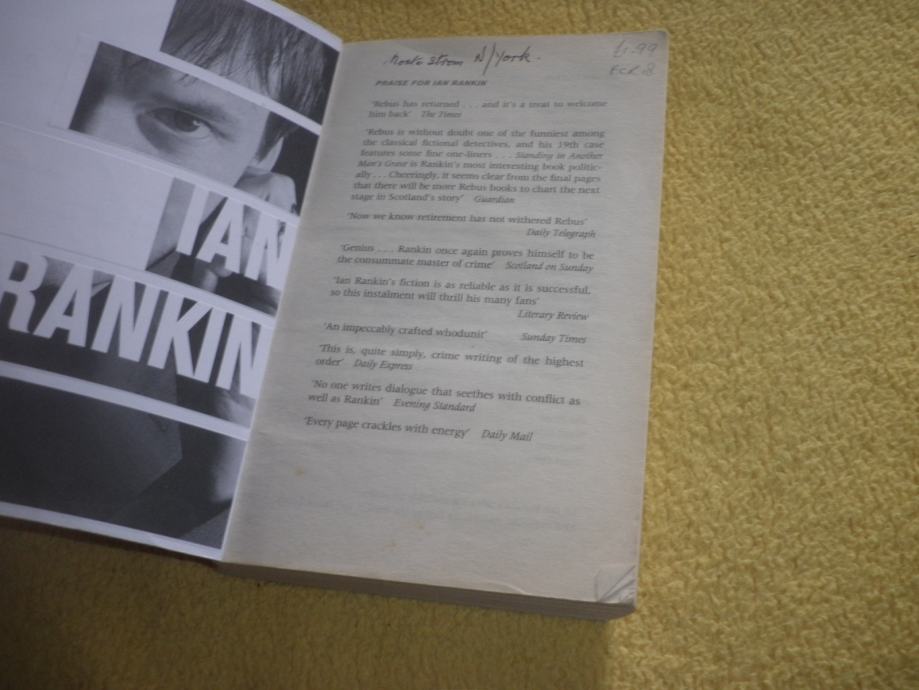 IAN
RANKIN
N/York.
£1.99
PRAISE FOR IAN RANKIN
'Rebus has returned . . . and it's a treat to welcome
him back' The Times
'Rebus is without doubt one of the funniest among
the classical fictional detectives, and his 19th case
features some fine one-liners . . . Standing in Another
Man's Grave is Rankin's most interesting book politic-
ally . . . Cheeringly, it seems clear from the final pages
that there will be more Rebus books to chart the next
stage in Scotland's story' Guardian
'Now we know retirement has not withered Rebus'
Daily Telegraph
'Genius . . . Rankin once again proves himself to be
the consummate master of crime' Scotland on Sunday
'Ian Rankin's fiction is as reliable as it is successful,
so this instalment will thrill his many fans'
Literary Review
'An impeccably crafted whodunit' Sunday Times
'This is, quite simply, crime writing of the highest
order' Daily Express
'No one writes dialogue that seethes with conflict as
well as Rankin' Evening Standard
'Every page crackles with energy' Daily Mail